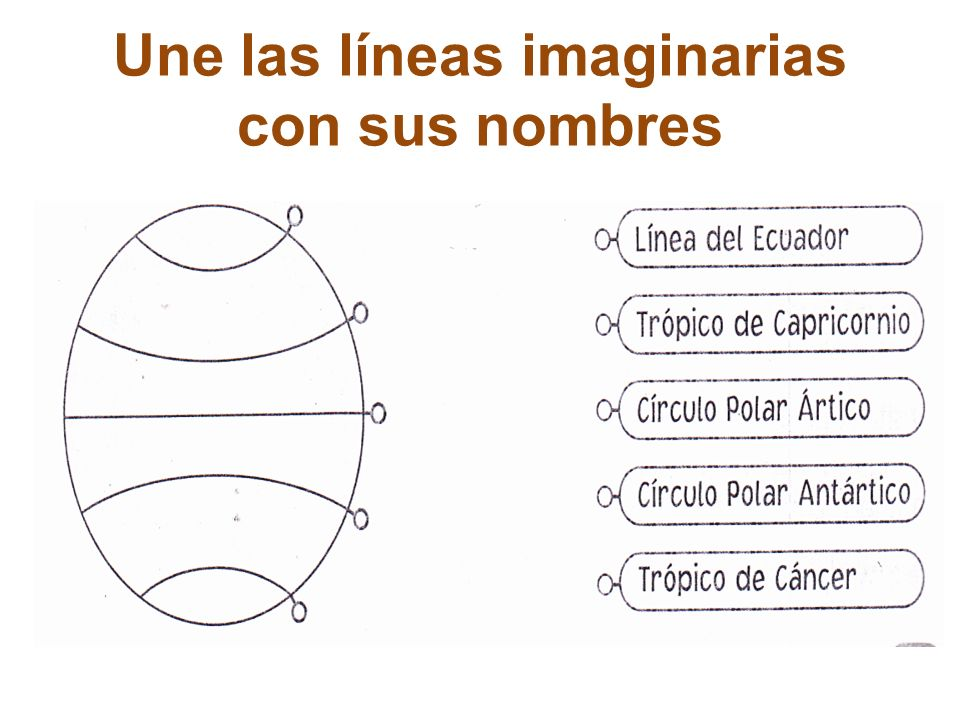 Une las líneas imaginarias
con sus nombres
Línea del Ecuador
Trópico de Capricornio
Círculo Polar Ártico
Círculo Polar Antártico
Trópico de Cáncer